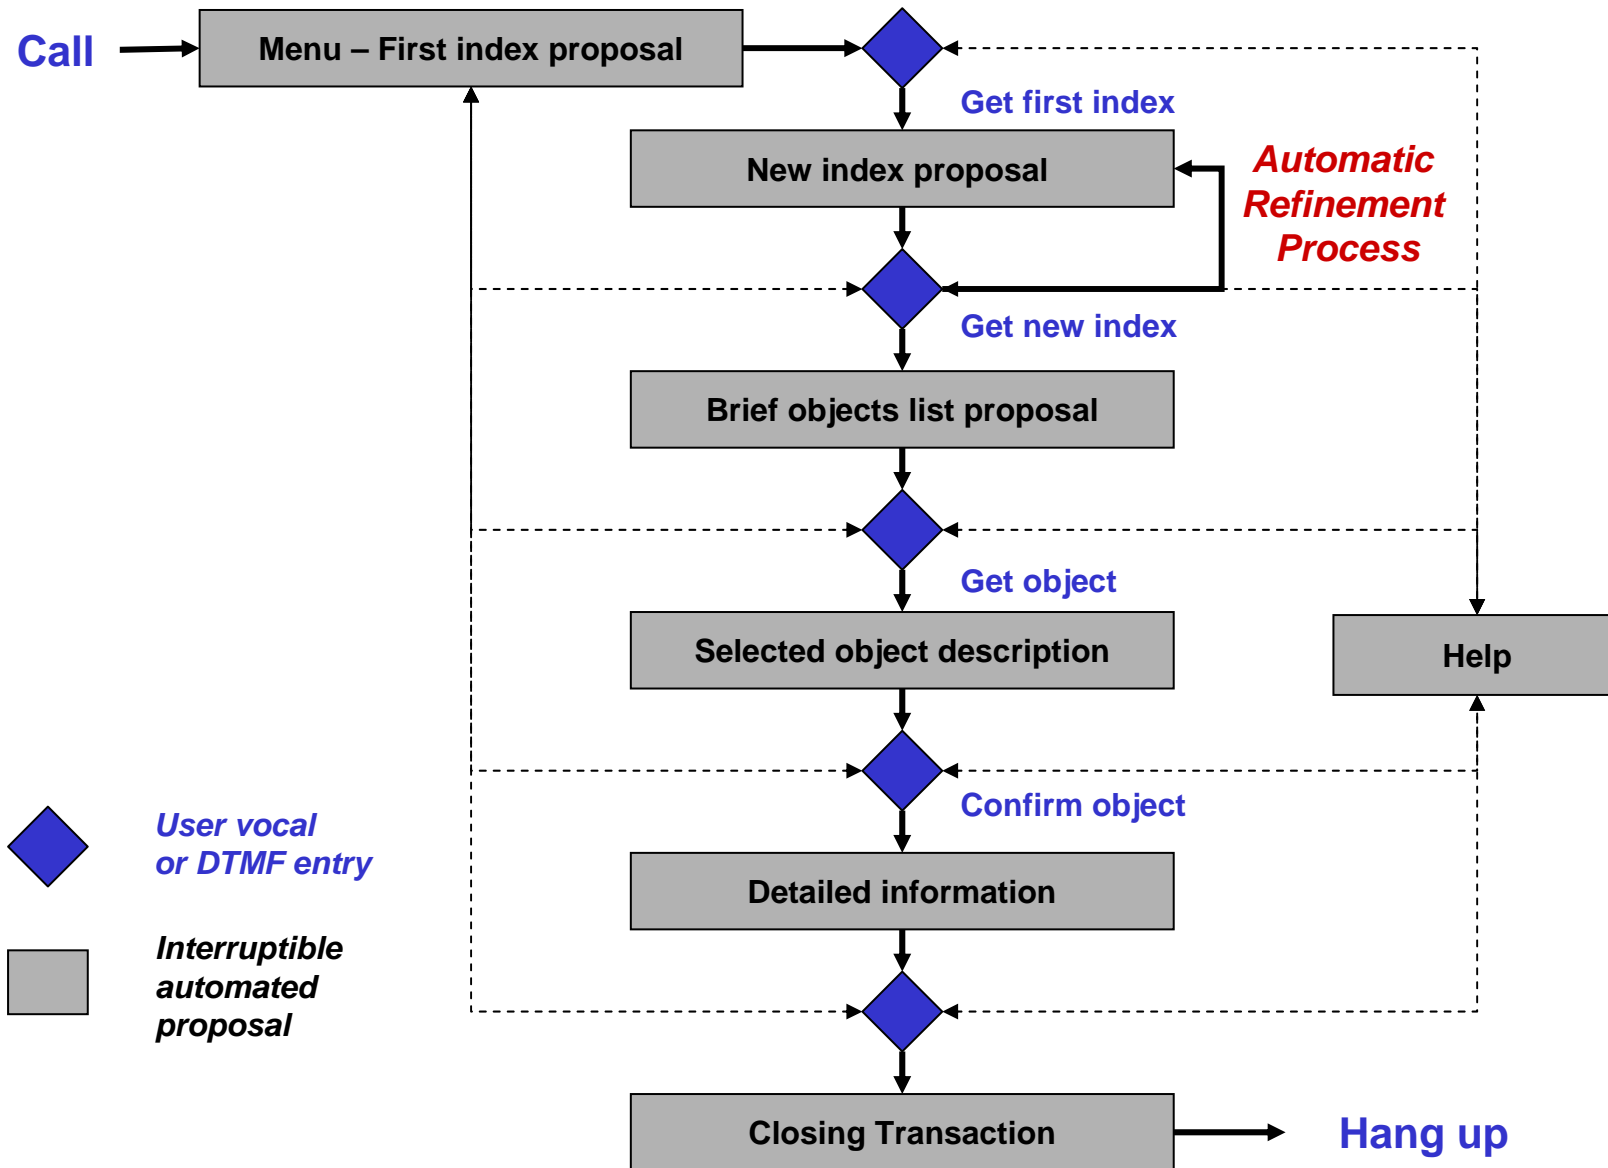 Call
Menu – First index proposal
Get first index
New index proposal
Automatic
Refinement
Process
Get new index
Brief objects list proposal
Get object
Selected object description
Help
Confirm object
User vocal
or DTMF entry
Detailed information
Interruptible
automated
proposal
Closing Transaction
Hang up